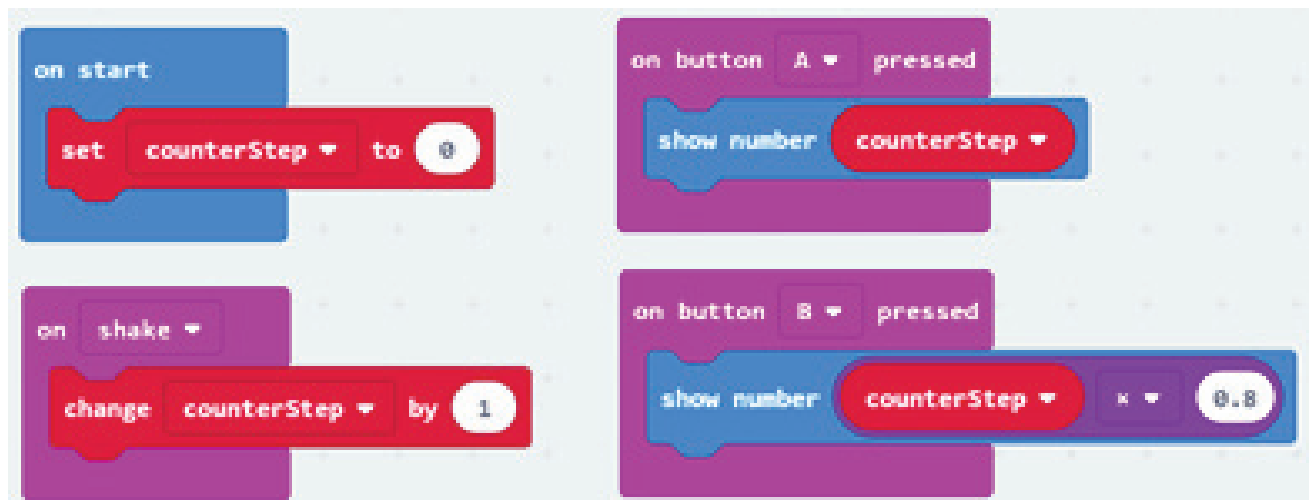 on start
set counterStep to 0
on shake
change counterStep by 1
on button A pressed
show number counterStep
on button B pressed
show number counterStep × 0.8